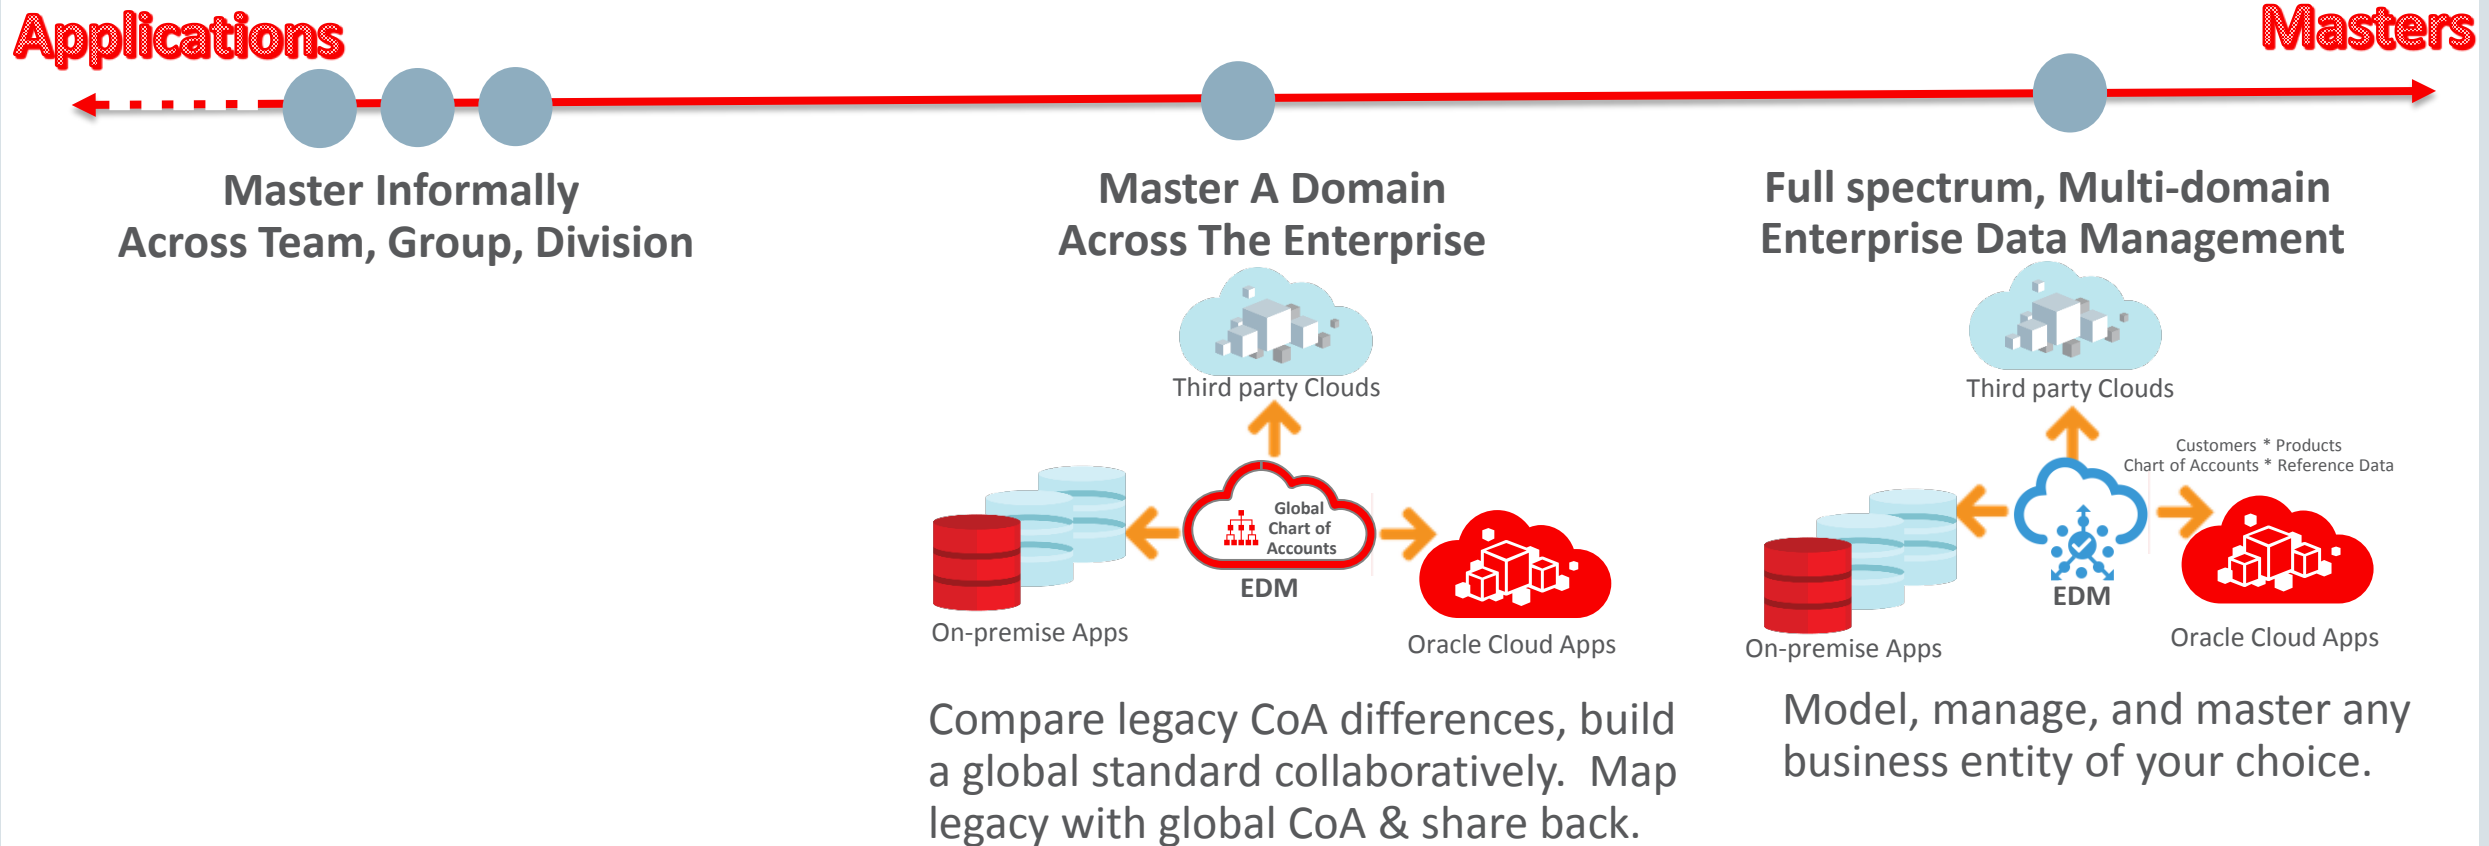 Applications
Masters
Master Informally
Across Team, Group, Division
Master A Domain
Across The Enterprise
Third party Clouds
Global
Chart of
Accounts
EDM
On-premise Apps
Oracle Cloud Apps
Compare legacy CoA differences, build
a global standard collaboratively.  Map
legacy with global CoA & share back.
Full spectrum, Multi-domain
Enterprise Data Management
Third party Clouds
Customers * Products
Chart of Accounts * Reference Data
EDM
On-premise Apps
Oracle Cloud Apps
Model, manage, and master any
business entity of your choice.